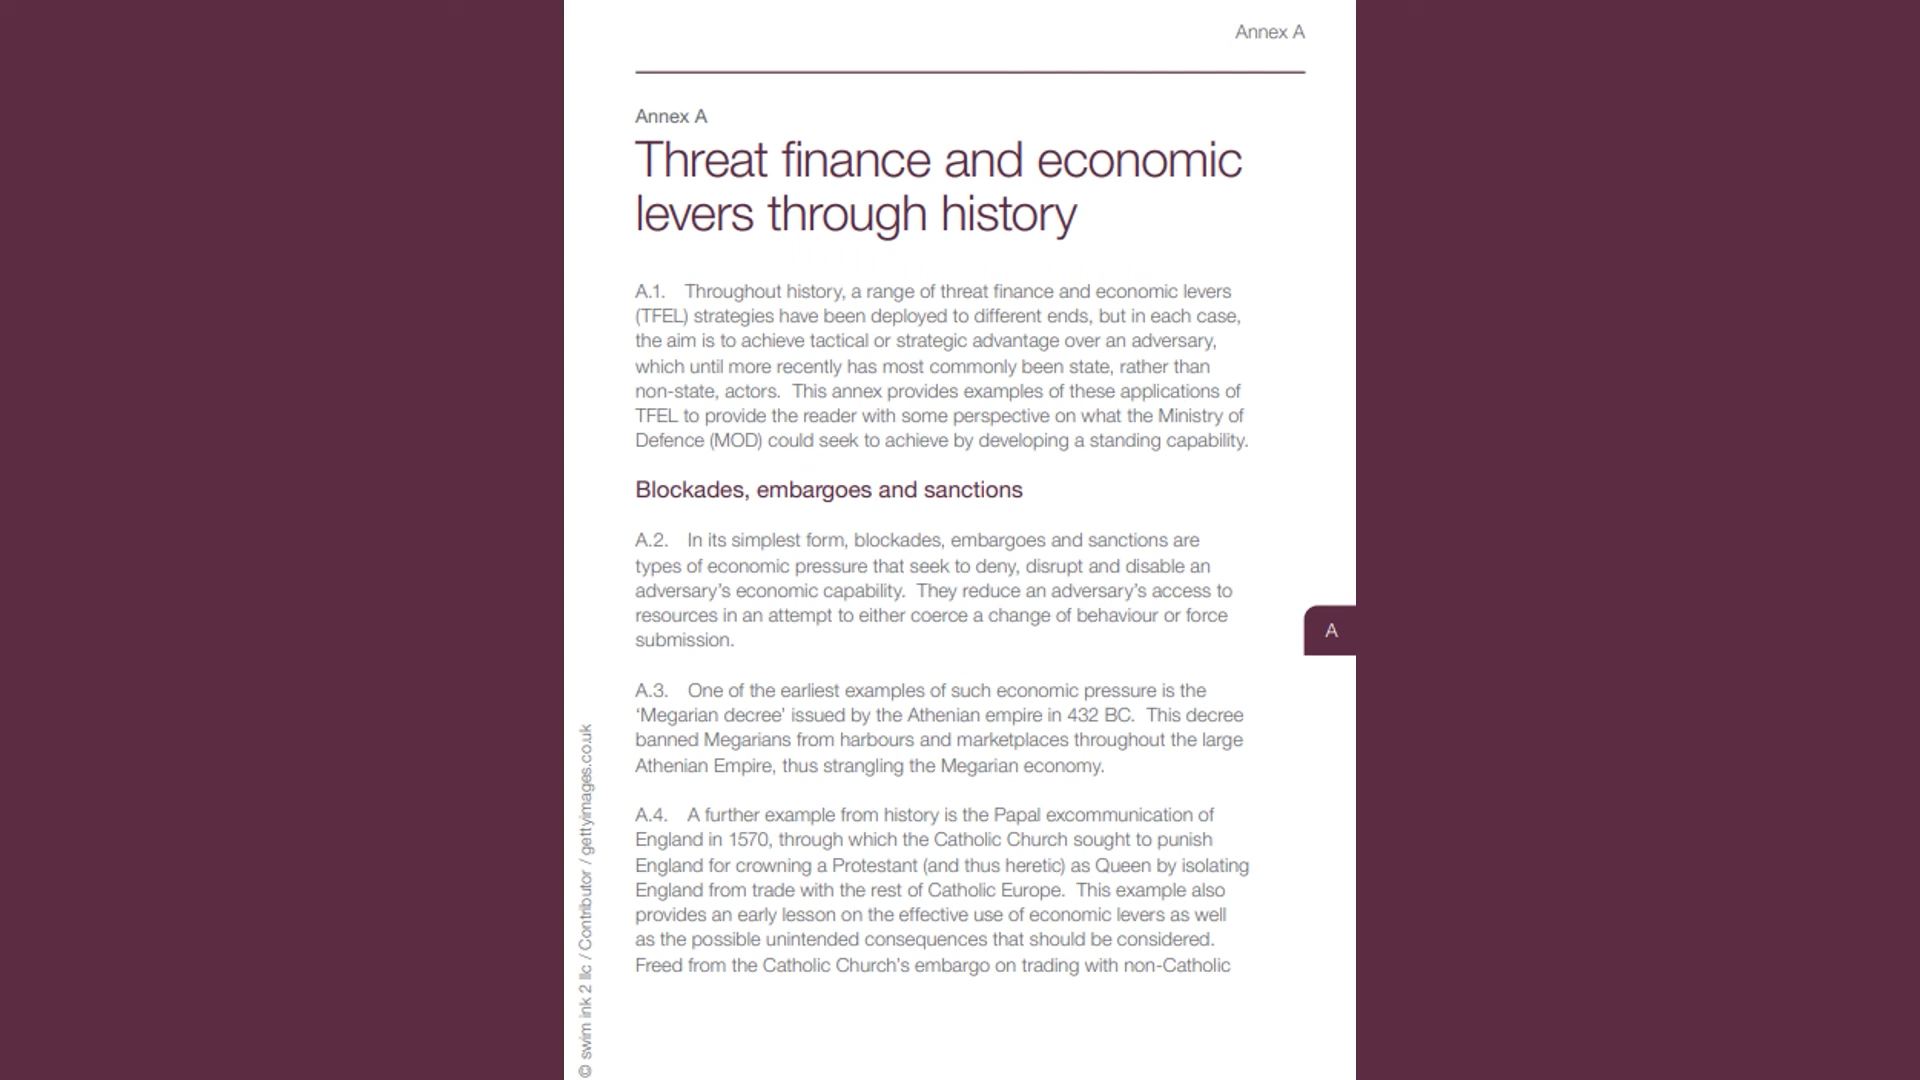 Annex A
Annex A
Threat finance and economic
levers through history
A.1. Throughout history, a range of threat finance and economic levers
(TFEL) strategies have been deployed to different ends, but in each case,
the aim is to achieve tactical or strategic advantage over an adversary,
which until more recently has most commonly been state, rather than
non-state, actors. This annex provides examples of these applications of
TFEL to provide the reader with some perspective on what the Ministry of
Defence (MOD) could seek to achieve by developing a standing capability.
Blockades, embargoes and sanctions
A.2. In its simplest form, blockades, embargoes and sanctions are
types of economic pressure that seek to deny, disrupt and disable an
adversary's economic capability. They reduce an adversary's access to
resources in an attempt to either coerce a change of behaviour or force
submission.
A
A.3. One of the earliest examples of such economic pressure is the
‘Megarian decree’ issued by the Athenian empire in 432 BC. This decree
banned Megarians from harbours and marketplaces throughout the large
Athenian Empire, thus strangling the Megarian economy.
A.4. A further example from history is the Papal excommunication of
England in 1570, through which the Catholic Church sought to punish
England for crowning a Protestant (and thus heretic) as Queen by isolating
England from trade with the rest of Catholic Europe. This example also
provides an early lesson on the effective use of economic levers as well
as the possible unintended consequences that should be considered.
Freed from the Catholic Church's embargo on trading with non-Catholic
© swim ink 2 llc / Contributor / gettyimages.co.uk